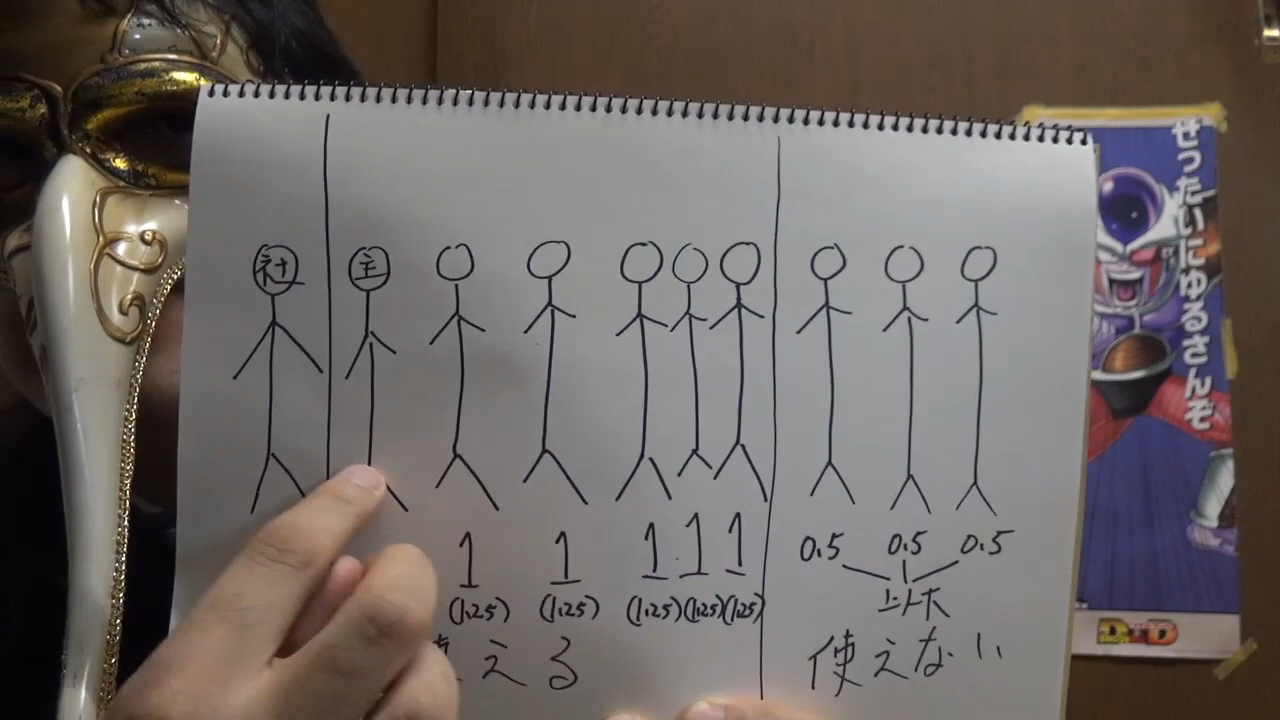 社 主
1 1 1 1 1 0.5 0.5 0.5
(1.25) (1.25) (1.25) (1.25) (1.25)
える 使えない
ぜったいにゆるさんぞ